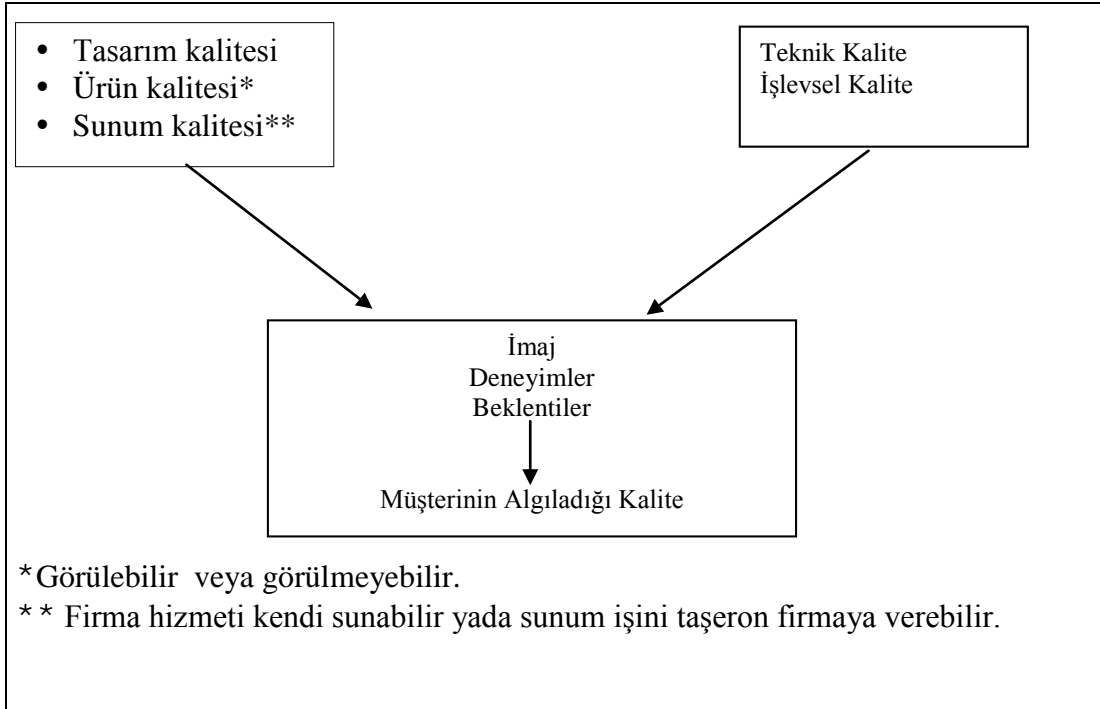 • Tasarım kalitesi
• Ürün kalitesi*
• Sunum kalitesi**
Teknik Kalite
İşlevsel Kalite
İmaj
Deneyimler
Beklentiler
Müşterinin Algıladığı Kalite
*Görülebilir veya görülmeyebilir.
** Firma hizmeti kendi sunabilir yada sunum işini taşeron firmaya verebilir.